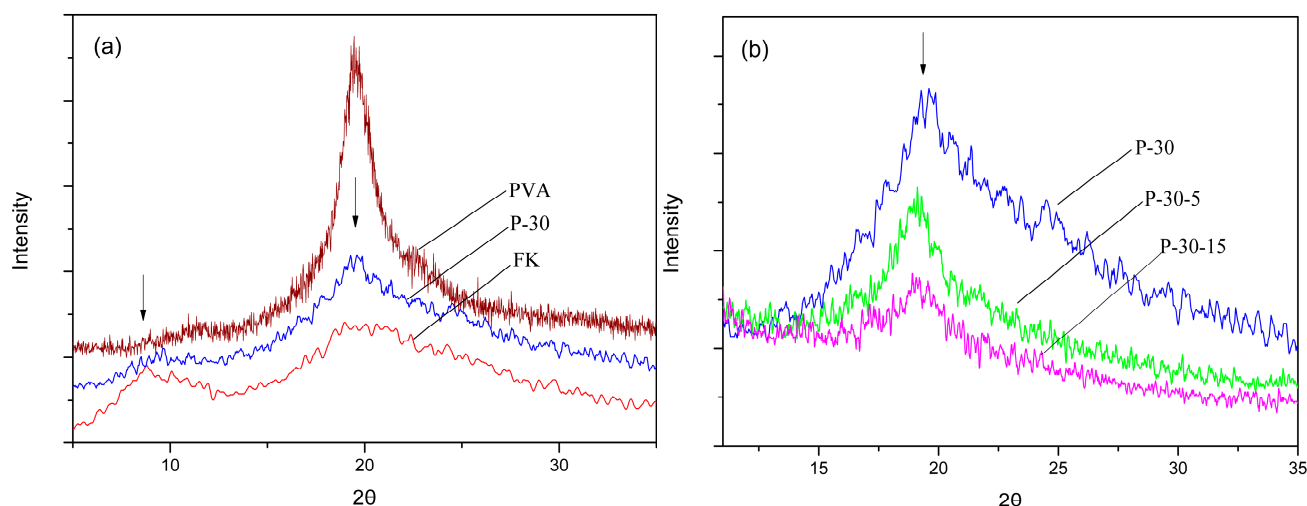 (a)
PVA
P-30
FK
Intensity
10
20
30
2θ
(b)
P-30
P-30-5
P-30-15
Intensity
15
20
25
30
35
2θ